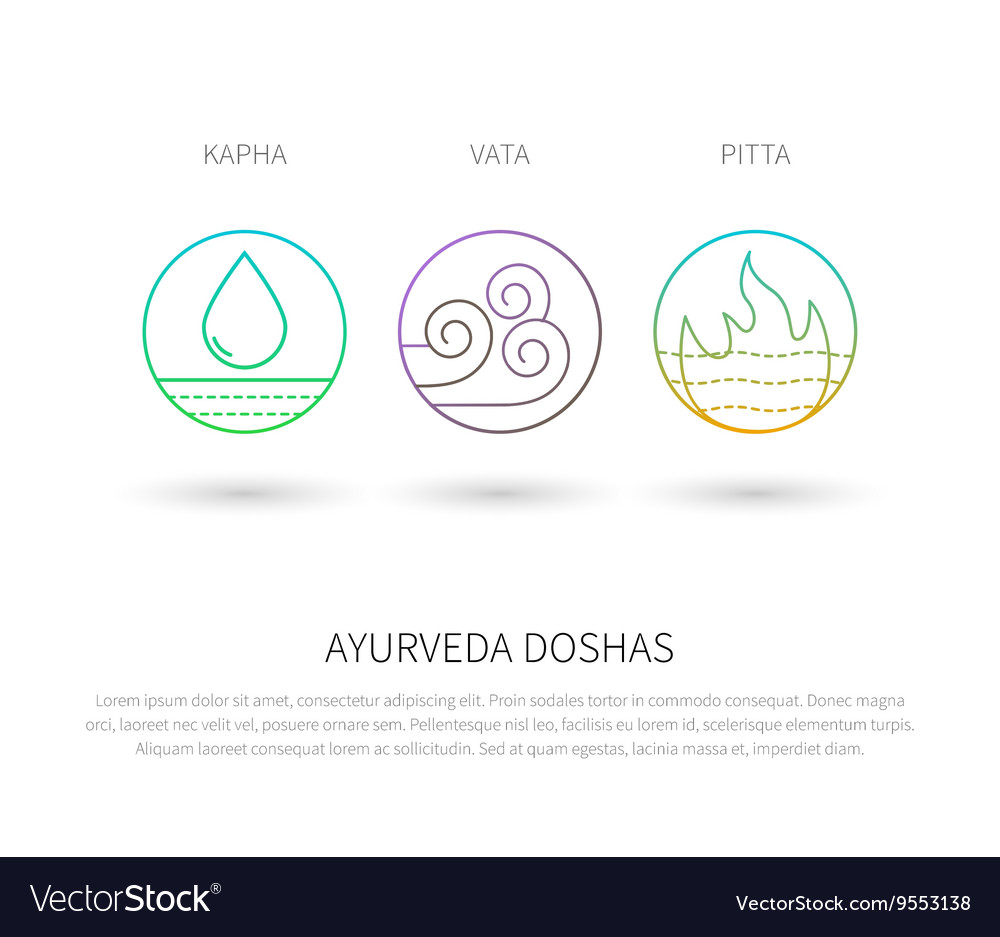 KAPHA VATA PITTA
AYURVEDA DOSHAS
Lorem ipsum dolor sit amet, consectetur adipiscing elit. Proin sodales tortor in commodo consequat. Donec magna
orci, laoreet nec velit vel, posuere ornare sem. Pellentesque nisl leo, facilisis eu lorem id, scelerisque elementum turpis.
Aliquam laoreet consequat lorem ac sollicitudin. Sed at quam egestas, lacinia massa et, imperdiet diam.
VectorStock® VectorStock.com/9553138